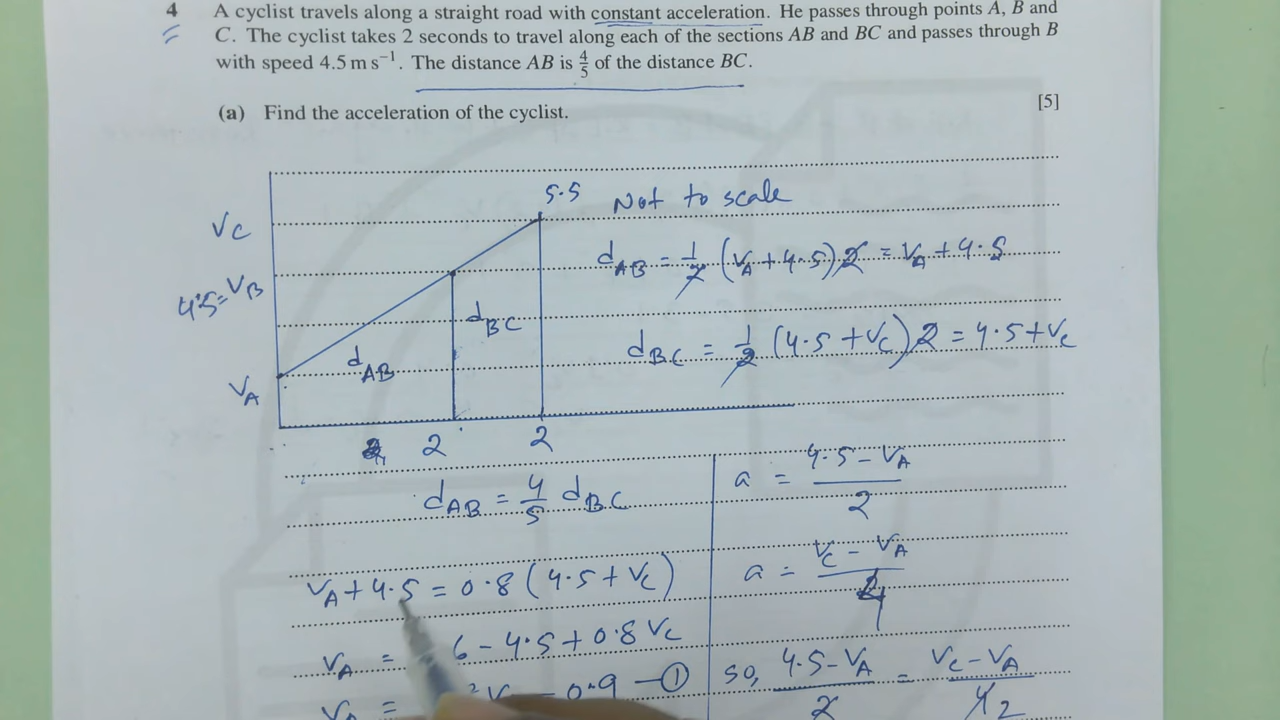 4 A cyclist travels along a straight road with constant acceleration. He passes through points A, B and
C. The cyclist takes 2 seconds to travel along each of the sections AB and BC and passes through B
with speed 4.5 m s⁻¹. The distance AB is 4/5 of the distance BC.
(a) Find the acceleration of the cyclist. [5]
5.5 Not to scale
V_C
d_AB = 1/2 (V_A + 4.5) 2 = V_A + 4.5
4.5 = V_B
d_BC
d_BC = 1/2 (4.5 + V_C) 2 = 4.5 + V_C
d_AB
V_A
2 2
d_AB = 4/5 d_BC
a = (4.5 - V_A)/2
V_A + 4.5 = 0.8 (4.5 + V_C)
a = (V_C - V_A)/4
V_A = 6 - 4.5 + 0.8 V_C
so, (4.5 - V_A)/2 = (V_C - V_A)/4 2
V_A = - 0.9 — ①